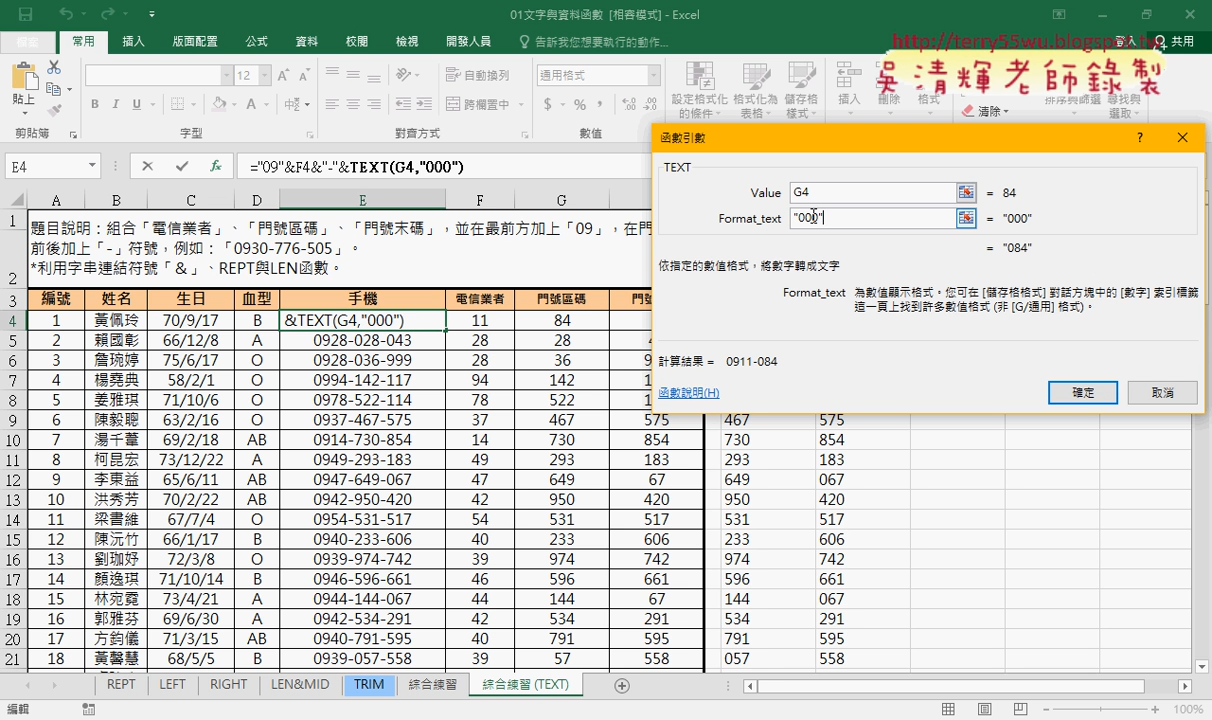 01文字與資料函數 [相容模式] - Excel
http://terry55wu.blogspot.tw
吳清輝老師錄製
檔案 常用 插入 版面配置 公式 資料 校閱 檢視 開發人員 告訴我您想要執行的動作... 登入 共用
貼上 12 自動換列 通用格式 設定格式化的條件 格式化為表格 儲存格樣式 插入 刪除 格式 清除 排序與篩選 尋找與選取
B I U 跨欄置中 $ % ,
剪貼簿 字型 對齊方式 數值
E4 ="09"&F4&"-"&TEXT(G4,"000")
函數引數 ?
TEXT
Value G4 = 84
Format_text "000" = "000"
= "084"
依指定的數值格式，將數字轉成文字
Format_text 為數值顯示格式。您可在 [儲存格格式] 對話方塊中的 [數字] 索引標籤
這一頁上找到許多數值格式 (非 [G/通用] 格式)。
計算結果 = 0911-084
函數說明(H) 確定 取消
A B C D E F G
1 題目說明：組合「電信業者」、「門號區碼」、「門號末碼」，並在最前方加上「09」，在門
前後加上「-」符號，例如：「0930-776-505」。
2 *利用字串連結符號「&」、REPT與LEN函數。
3 編號 姓名 生日 血型 手機 電信業者 門號區碼
4 1 黃佩玲 70/9/17 B &TEXT(G4,"000") 11 84
5 2 賴國彰 66/12/8 A 0928-028-043 28 28
6 3 詹琬婷 75/6/17 O 0928-036-999 28 36
7 4 楊堯典 58/2/1 O 0994-142-117 94 142
8 5 姜雅琪 71/10/6 O 0978-522-114 78 522
9 6 陳毅聰 63/2/16 O 0937-467-575 37 467 575 467 575
10 7 湯千葦 69/2/18 AB 0914-730-854 14 730 854 730 854
11 8 柯昆宏 73/12/22 A 0949-293-183 49 293 183 293 183
12 9 李東益 65/6/11 AB 0947-649-067 47 649 67 649 067
13 10 洪秀芳 70/2/22 AB 0942-950-420 42 950 420 950 420
14 11 梁書維 67/7/4 O 0954-531-517 54 531 517 531 517
15 12 陳沅竹 66/1/17 B 0940-233-606 40 233 606 233 606
16 13 劉珈妤 72/3/8 O 0939-974-742 39 974 742 974 742
17 14 顏逸琪 71/10/14 B 0946-596-661 46 596 661 596 661
18 15 林宛霓 73/4/21 A 0944-144-067 44 144 67 144 067
19 16 郭雅芬 69/6/30 A 0942-534-291 42 534 291 534 291
20 17 方鈞儀 71/3/15 AB 0940-791-595 40 791 595 791 595
21 18 黃馨慧 68/5/5 B 0939-057-558 39 57 558 057 558
REPT LEFT RIGHT LEN&MID TRIM 綜合練習 綜合練習 (TEXT)
編輯 100%